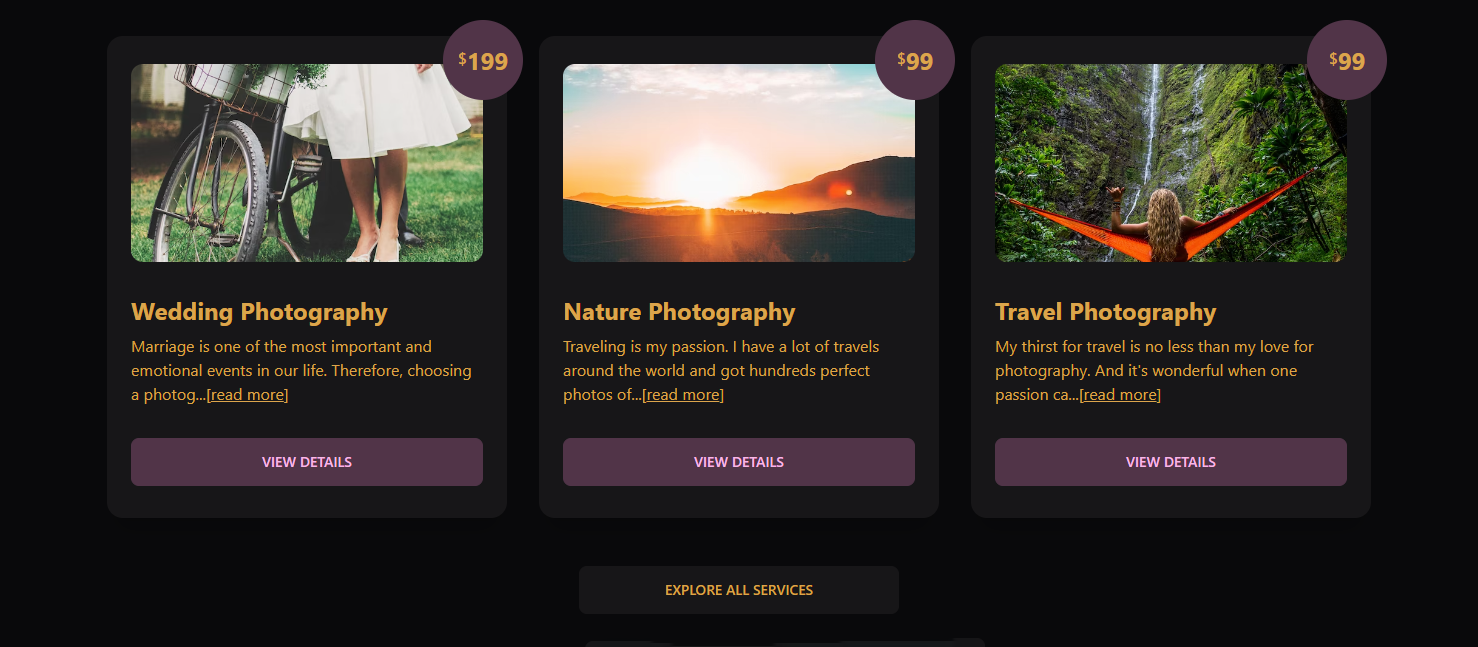 $199
$99
$99
Wedding Photography
Marriage is one of the most important and
emotional events in our life. Therefore, choosing
a photog...[read more]
VIEW DETAILS
Nature Photography
Traveling is my passion. I have a lot of travels
around the world and got hundreds perfect
photos of...[read more]
VIEW DETAILS
Travel Photography
My thirst for travel is no less than my love for
photography. And it's wonderful when one
passion ca...[read more]
VIEW DETAILS
EXPLORE ALL SERVICES